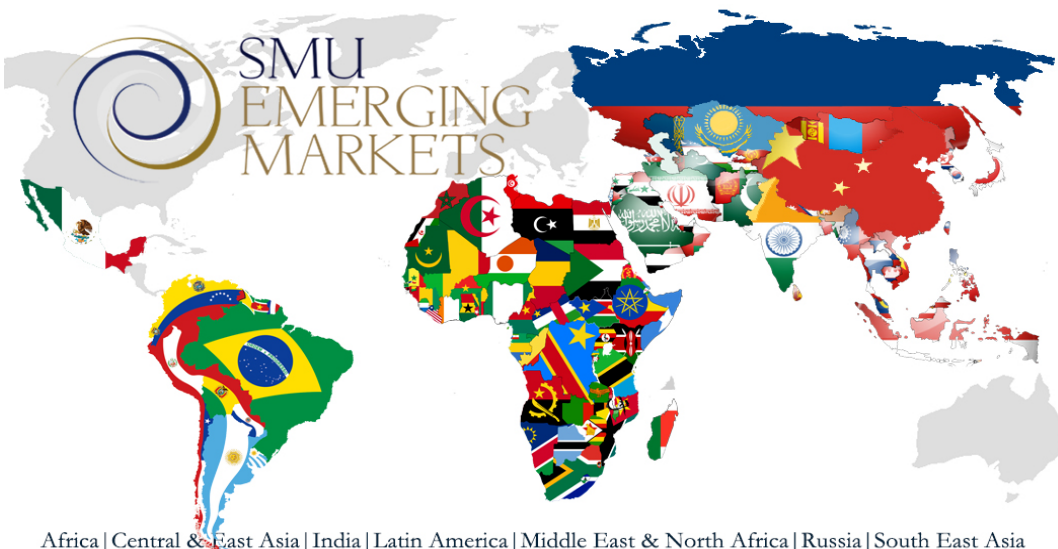 SMU
EMERGING
MARKETS
Africa|Central & East Asia|India|Latin America|Middle East & North Africa|Russia|South East Asia